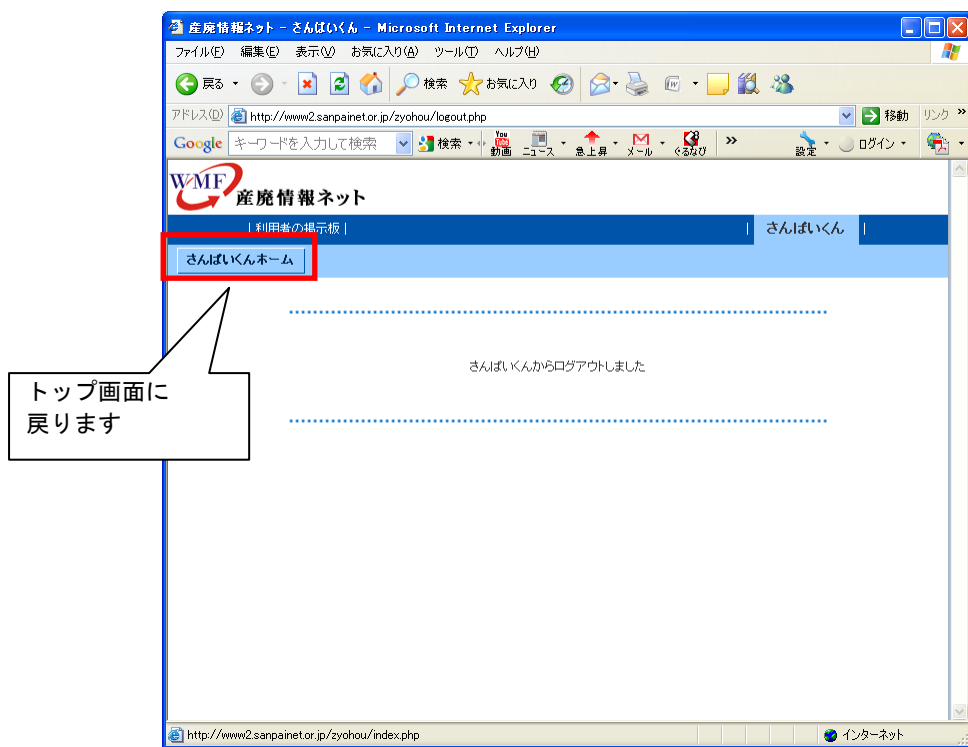 産廃情報ネット - さんぱいくん - Microsoft Internet Explorer
ファイル(F) 編集(E) 表示(V) お気に入り(A) ツール(T) ヘルプ(H)
戻る 検索 お気に入り
アドレス(D) http://www2.sanpainet.or.jp/zyohou/logout.php 移動 リンク »
Google キーワードを入力して検索 検索 You 動画 ニュース 急上昇 メール ぐるなび » 設定 ログイン
WMF 産廃情報ネット
| 利用者の掲示板 | | さんぱいくん |
さんぱいくんホーム
さんぱいくんからログアウトしました
トップ画面に
戻ります
http://www2.sanpainet.or.jp/zyohou/index.php インターネット